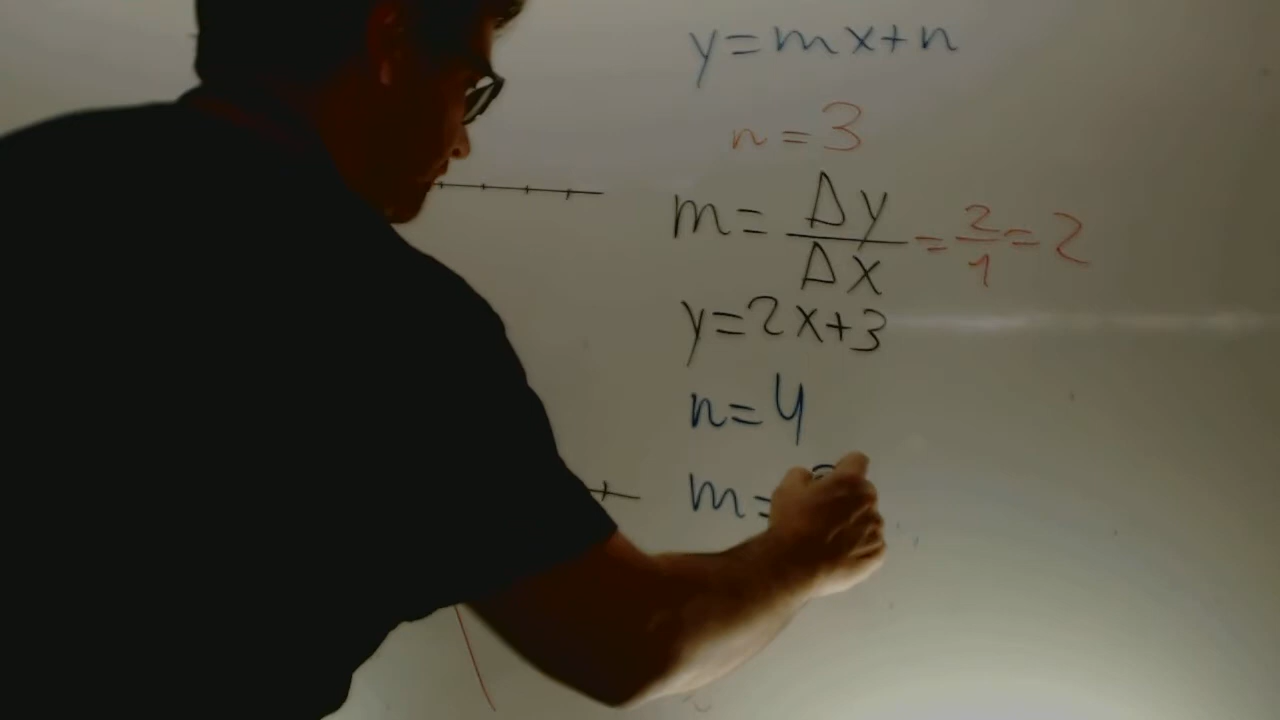 y=mx+n
n=3
m=Δy/Δx=2/1=2
y=2x+3
n=4
m=